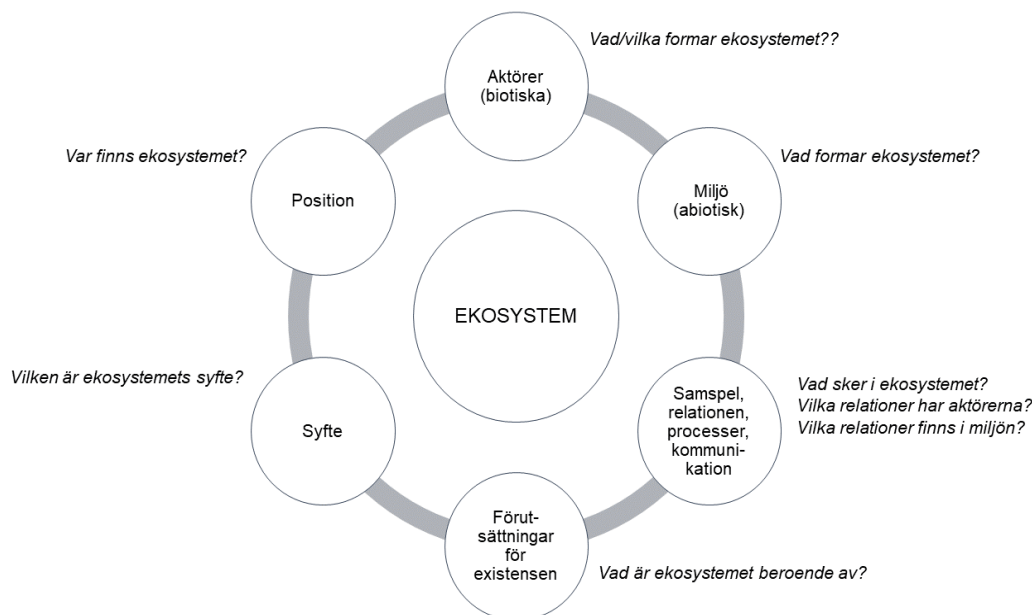 Vad/vilka formar ekosystemet??
Aktörer
(biotiska)
Var finns ekosystemet?
Vad formar ekosystemet?
Position
Miljö
(abiotisk)
EKOSYSTEM
Vilken är ekosystemets syfte?
Syfte
Samspel,
relationen,
processer,
kommuni-
kation
Vad sker i ekosystemet?
Vilka relationer har aktörerna?
Vilka relationer finns i miljön?
Förut-
sättningar
för
existensen
Vad är ekosystemet beroende av?